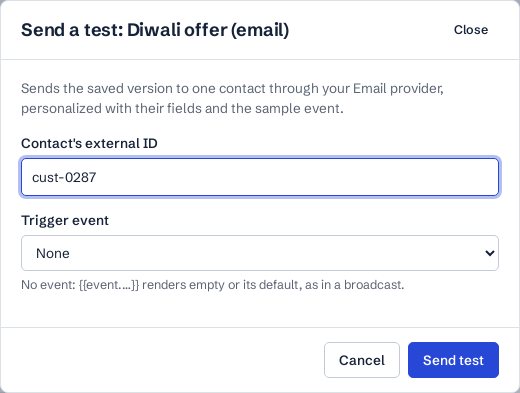 Send a test: Diwali offer (email)
Close
Sends the saved version to one contact through your Email provider,
personalized with their fields and the sample event.
Contact's external ID
cust-0287
Trigger event
None
No event: {{event....}} renders empty or its default, as in a broadcast.
Cancel
Send test